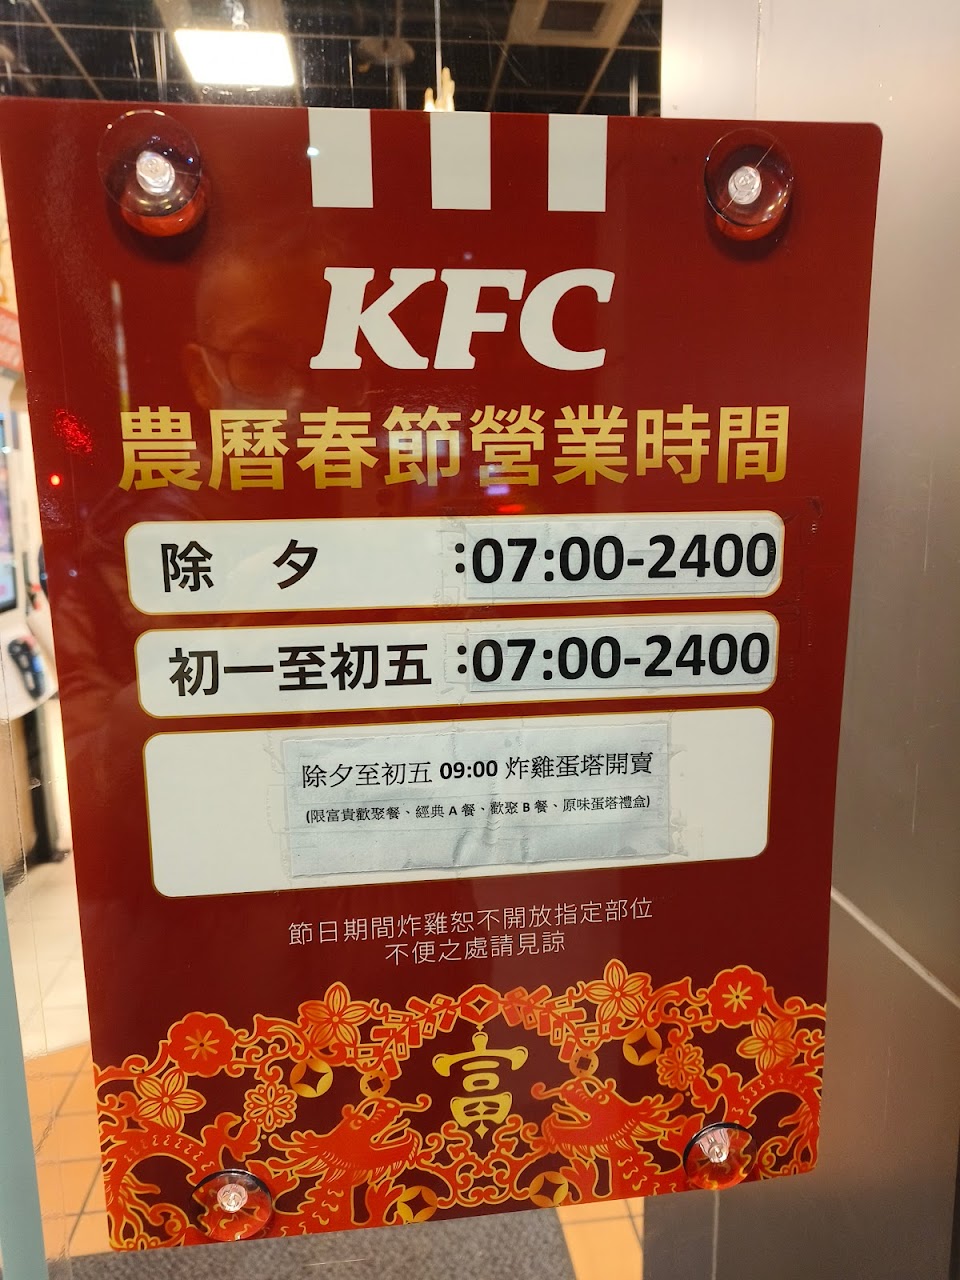 KFC
農曆春節營業時間
除 夕 :07:00-2400
初一至初五 :07:00-2400
除夕至初五 09:00 炸雞蛋塔開賣
(限富貴歡聚餐、經典 A 餐、歡聚 B 餐、原味蛋塔禮盒)
節日期間炸雞恕不開放指定部位
不便之處請見諒
富